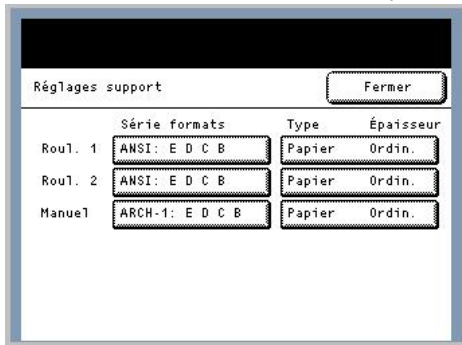 Réglages support Fermer
Série formats Type Épaisseur
Roul. 1 ANSI: E D C B Papier Ordin.
Roul. 2 ANSI: E D C B Papier Ordin.
Manuel ARCH-1: E D C B Papier Ordin.